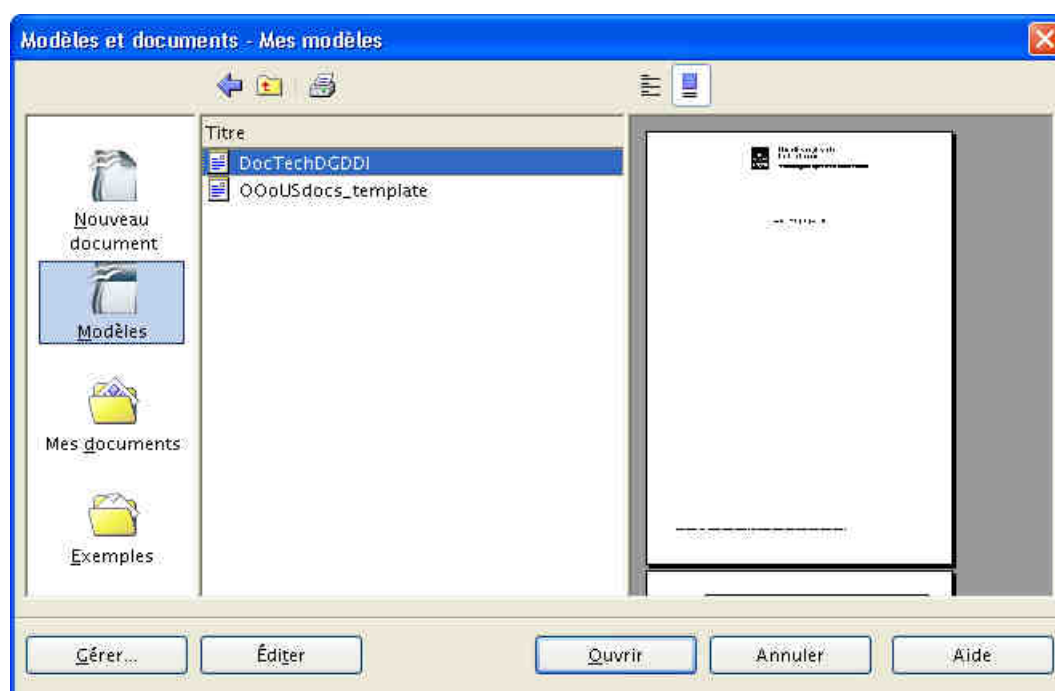 Modèles et documents - Mes modèles
Titre
DocTechDGDDI
OOoUSdocs_template
Nouveau
document
Modèles
Mes documents
Exemples
Gérer...
Éditer
Ouvrir
Annuler
Aide